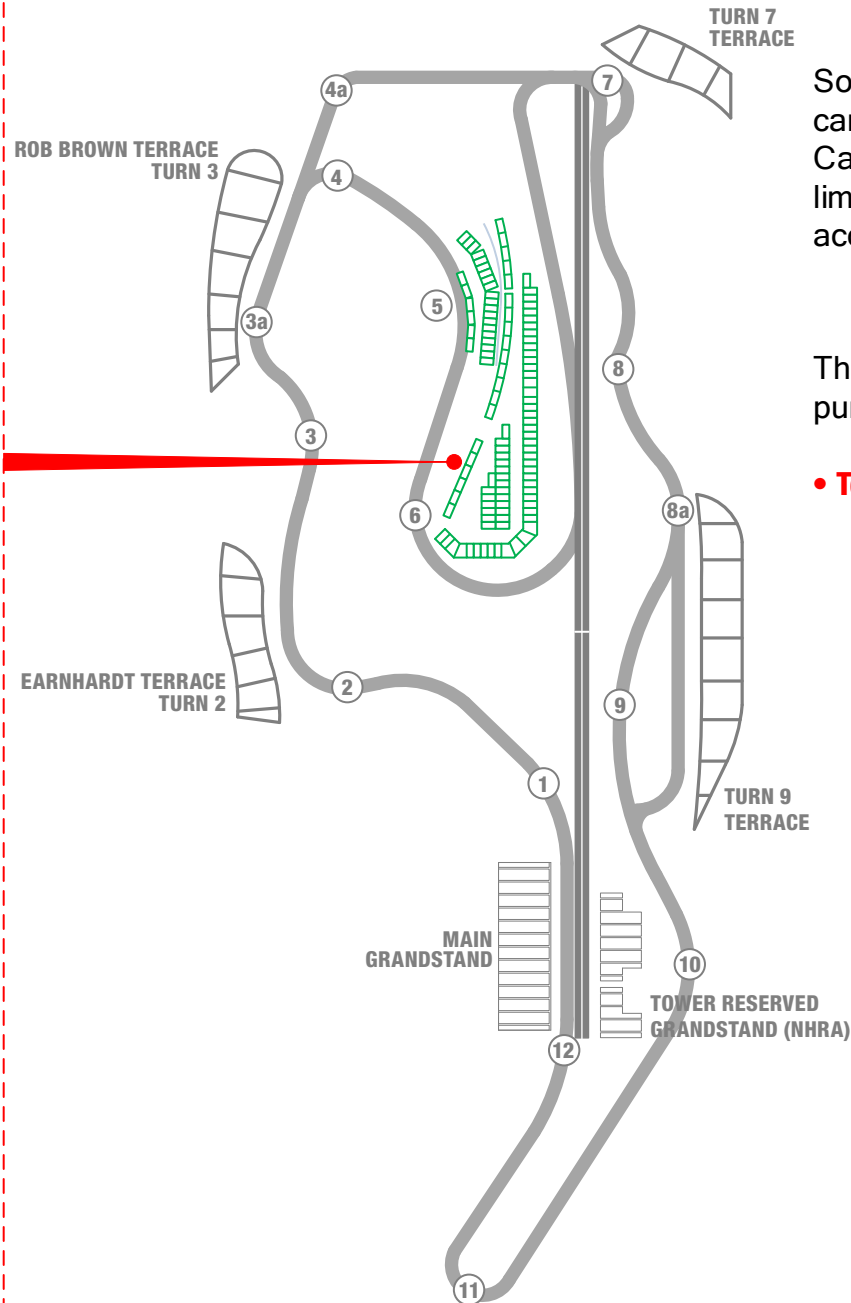 TURN 7
TERRACE
7
4a
ROB BROWN TERRACE
TURN 3
4
5
3a
8
3
6
8a
EARNHARDT TERRACE
TURN 2
2
9
1
TURN 9
TERRACE
MAIN
GRANDSTAND
10
TOWER RESERVED
GRANDSTAND (NHRA)
12
11
So
Ca
lim
Th
pu